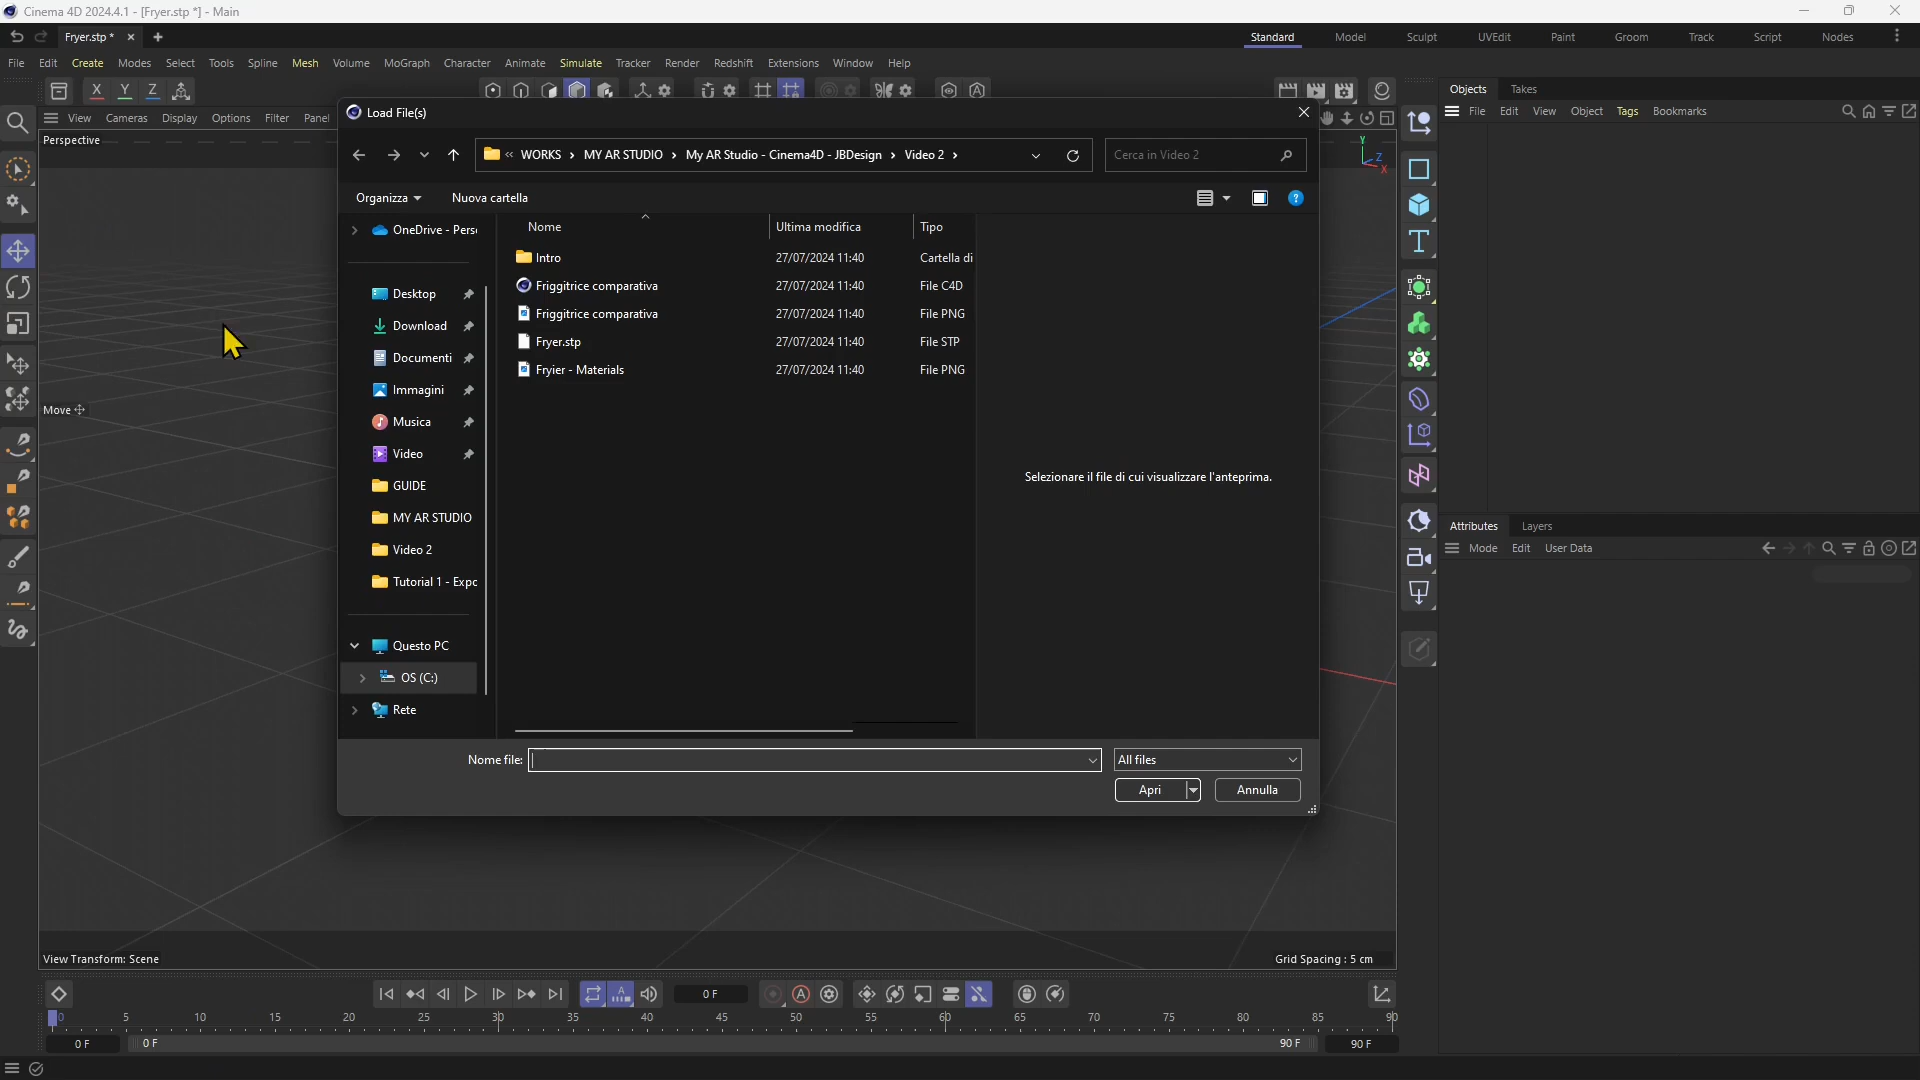 Cinema 4D 2024.4.1 - [Fryer.stp *] - Main
Fryer.stp *
Standard Model Sculpt UVEdit Paint Groom Track Script Nodes
File Edit Create Modes Select Tools Spline Mesh Volume MoGraph Character Animate Simulate Tracker Render Redshift Extensions Window Help
X Y Z
Objects Takes
File Edit View Object Tags Bookmarks
View Cameras Display Options Filter Panel
Perspective
Y
Z
X
Load File(s)
« WORKS › MY AR STUDIO › My AR Studio - Cinema4D - JBDesign › Video 2 ›
Cerca in Video 2
Organizza Nuova cartella
Nome Ultima modifica Tipo
OneDrive - Perso
Intro 27/07/2024 11:40 Cartella di
Friggitrice comparativa 27/07/2024 11:40 File C4D
Friggitrice comparativa 27/07/2024 11:40 File PNG
Fryer.stp 27/07/2024 11:40 File STP
Fryier - Materials 27/07/2024 11:40 File PNG
Desktop
Download
Documenti
Immagini
Musica
Video
GUIDE
MY AR STUDIO
Video 2
Tutorial 1 - Expo
Questo PC
OS (C:)
Rete
Selezionare il file di cui visualizzare l'anteprima.
Nome file:
All files
Apri Annulla
Move
Attributes Layers
Mode Edit User Data
View Transform: Scene
Grid Spacing : 5 cm
0 F
0 5 10 15 20 25 30 35 40 45 50 55 60 65 70 75 80 85 90
0 F 0 F 90 F 90 F